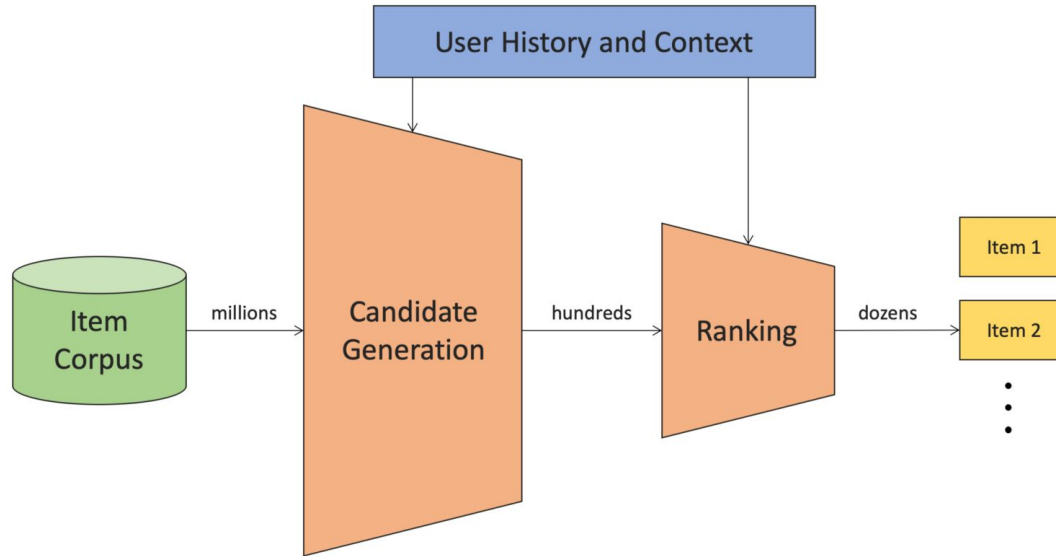 User History and Context
Item
Corpus
millions
Candidate
Generation
hundreds
Ranking
dozens
Item 1
Item 2